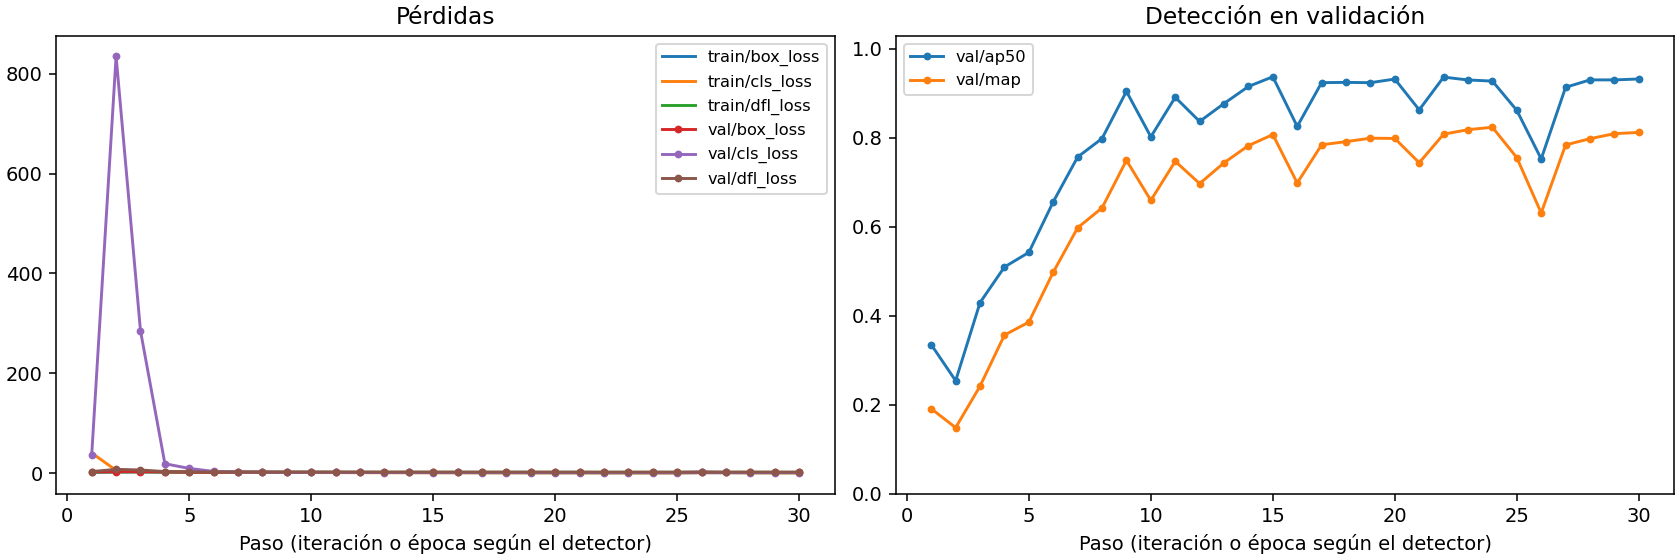 Pérdidas
800
600
400
200
0
train/box_loss
train/cls_loss
train/dfl_loss
val/box_loss
val/cls_loss
val/dfl_loss
0 5 10 15 20 25 30
Paso (iteración o época según el detector)
Detección en validación
1.0
0.8
0.6
0.4
0.2
0.0
val/ap50
val/map
0 5 10 15 20 25 30
Paso (iteración o época según el detector)